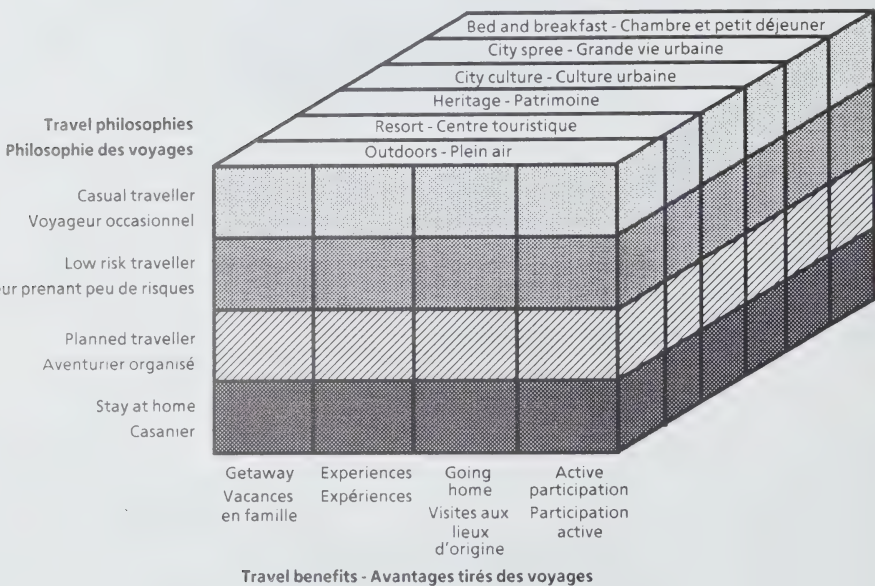 Bed and breakfast - Chambre et petit déjeuner
City spree - Grande vie urbaine
City culture - Culture urbaine
Heritage - Patrimoine
Resort - Centre touristique
Outdoors - Plein air
Travel philosophies
Philosophie des voyages
Casual traveller
Voyageur occasionnel
Low risk traveller
prenant peu de risques
Planned traveller
Aventurier organisé
Stay at home
Casanier
Getaway
Vacances
en famille
Experiences
Expériences
Going
home
Visites aux
lieux
d'origine
Active
participation
Participation
active
Travel benefits - Avantages tirés des voyages